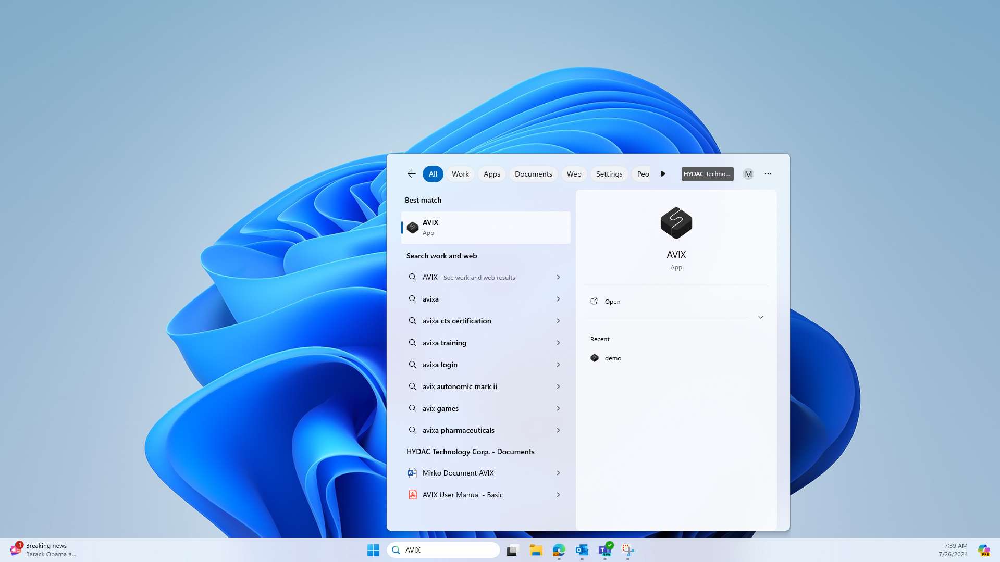 All
Work
Apps
Documents
Web
Settings
Peo
HYDAC Techno...
M
Best match
AVIX
App
Search work and web
AVIX - See work and web results
avixa
avixa cts certification
avixa training
avixa login
avix autonomic mark ii
avix games
avixa pharmaceuticals
HYDAC Technology Corp. - Documents
Mirko Document AVIX
AVIX User Manual - Basic
AVIX
App
Open
Recent
demo
1
Breaking news
Barack Obama a...
AVIX
NEW
7:39 AM
7/26/2024
PRE